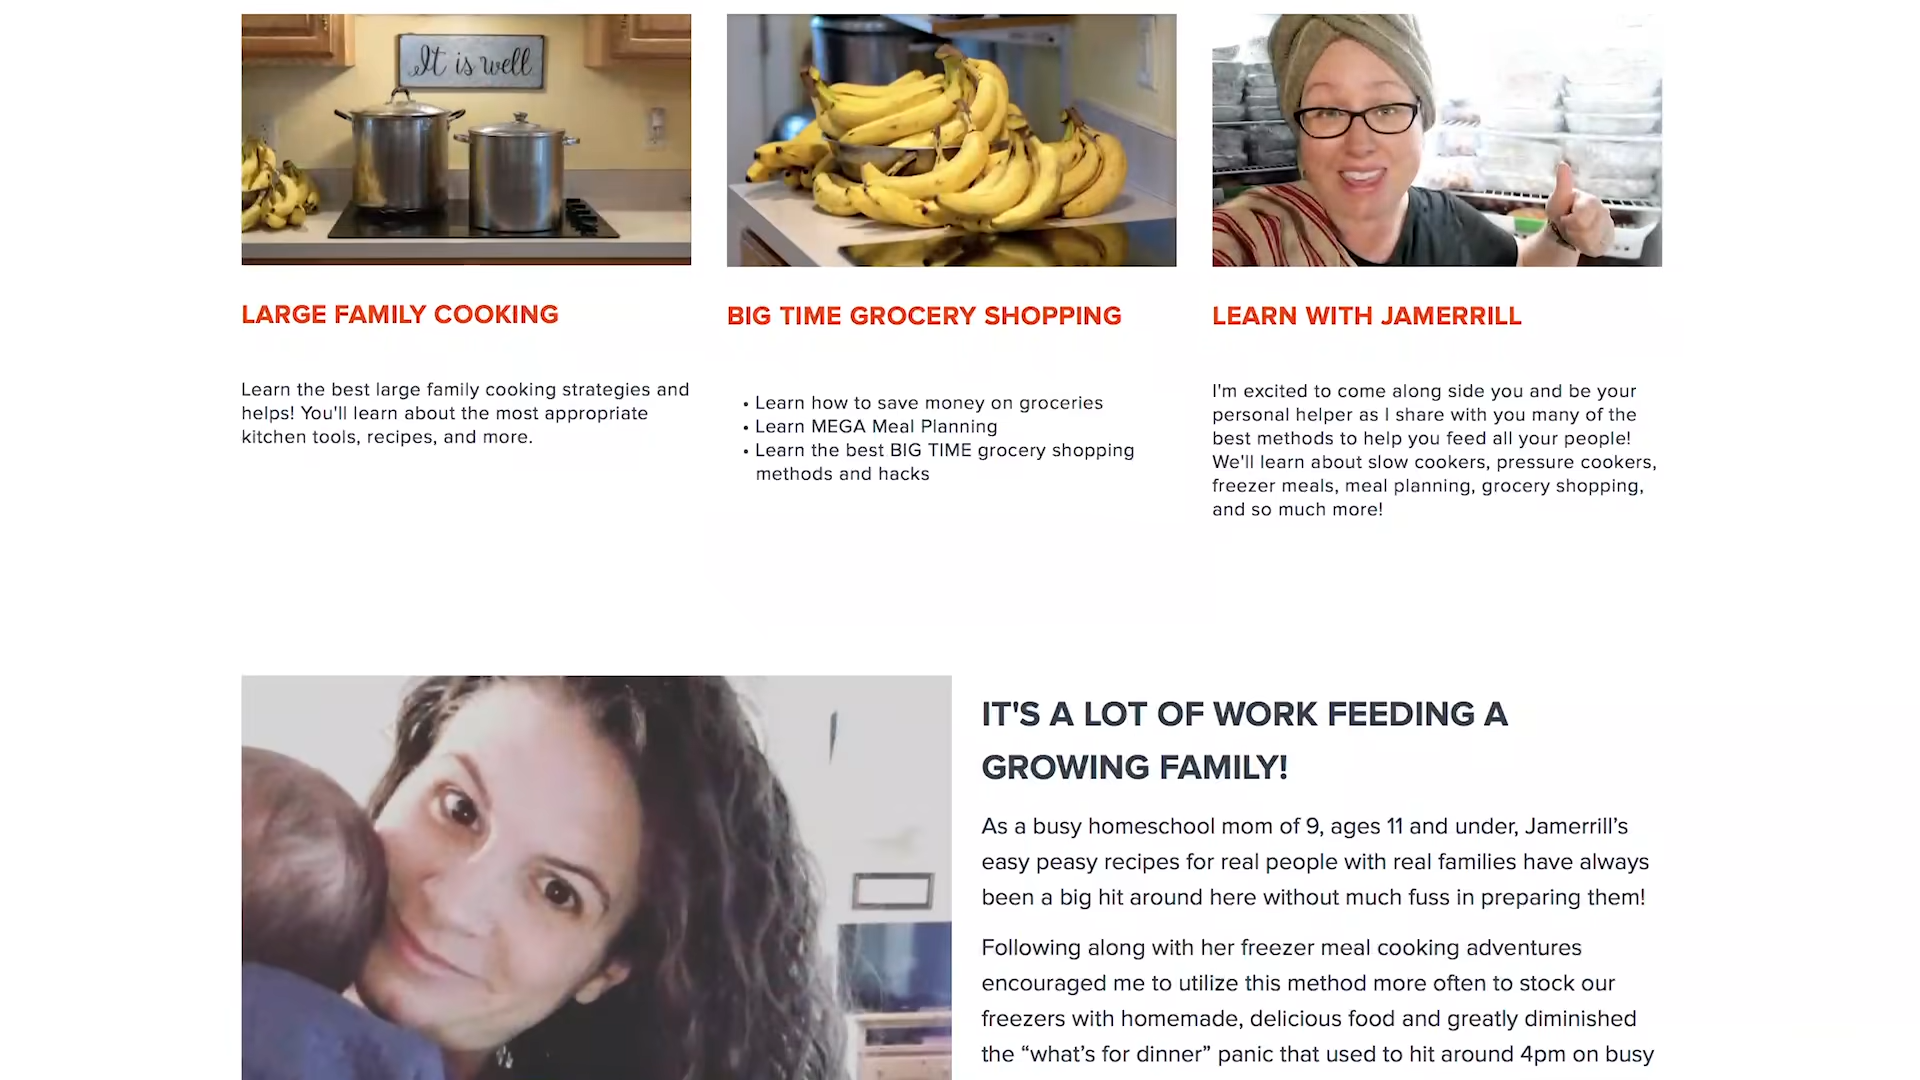 It is well
LARGE FAMILY COOKING
Learn the best large family cooking strategies and
helps! You'll learn about the most appropriate
kitchen tools, recipes, and more.
BIG TIME GROCERY SHOPPING
• Learn how to save money on groceries
• Learn MEGA Meal Planning
• Learn the best BIG TIME grocery shopping
methods and hacks
LEARN WITH JAMERRILL
I'm excited to come along side you and be your
personal helper as I share with you many of the
best methods to help you feed all your people!
We'll learn about slow cookers, pressure cookers,
freezer meals, meal planning, grocery shopping,
and so much more!
IT'S A LOT OF WORK FEEDING A
GROWING FAMILY!
As a busy homeschool mom of 9, ages 11 and under, Jamerrill’s
easy peasy recipes for real people with real families have always
been a big hit around here without much fuss in preparing them!
Following along with her freezer meal cooking adventures
encouraged me to utilize this method more often to stock our
freezers with homemade, delicious food and greatly diminished
the “what’s for dinner” panic that used to hit around 4pm on busy